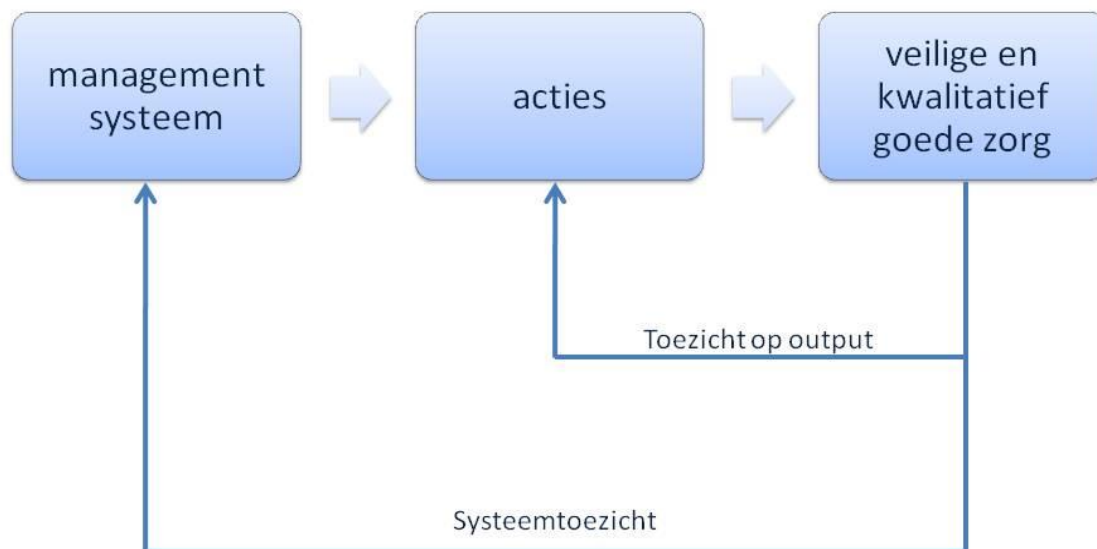 management
systeem
acties
veilige en
kwalitatief
goede zorg
Toezicht op output
Systeemtoezicht